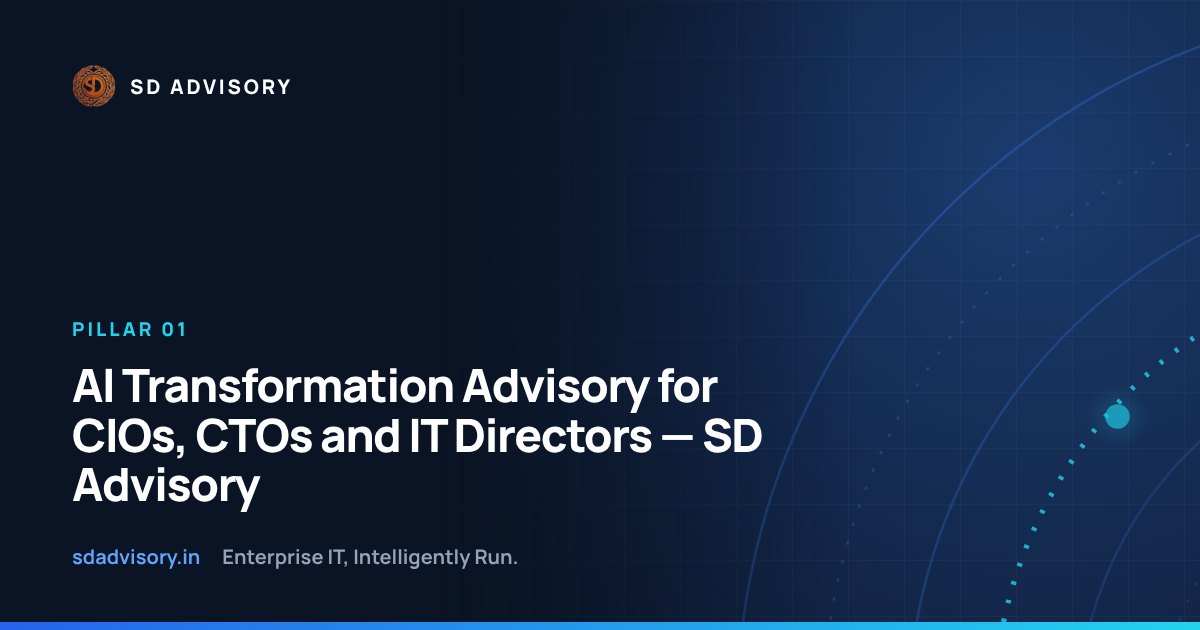 SD
SD ADVISORY
PILLAR 01
AI Transformation Advisory for
CIOs, CTOs and IT Directors — SD
Advisory
sdadvisory.in Enterprise IT, Intelligently Run.